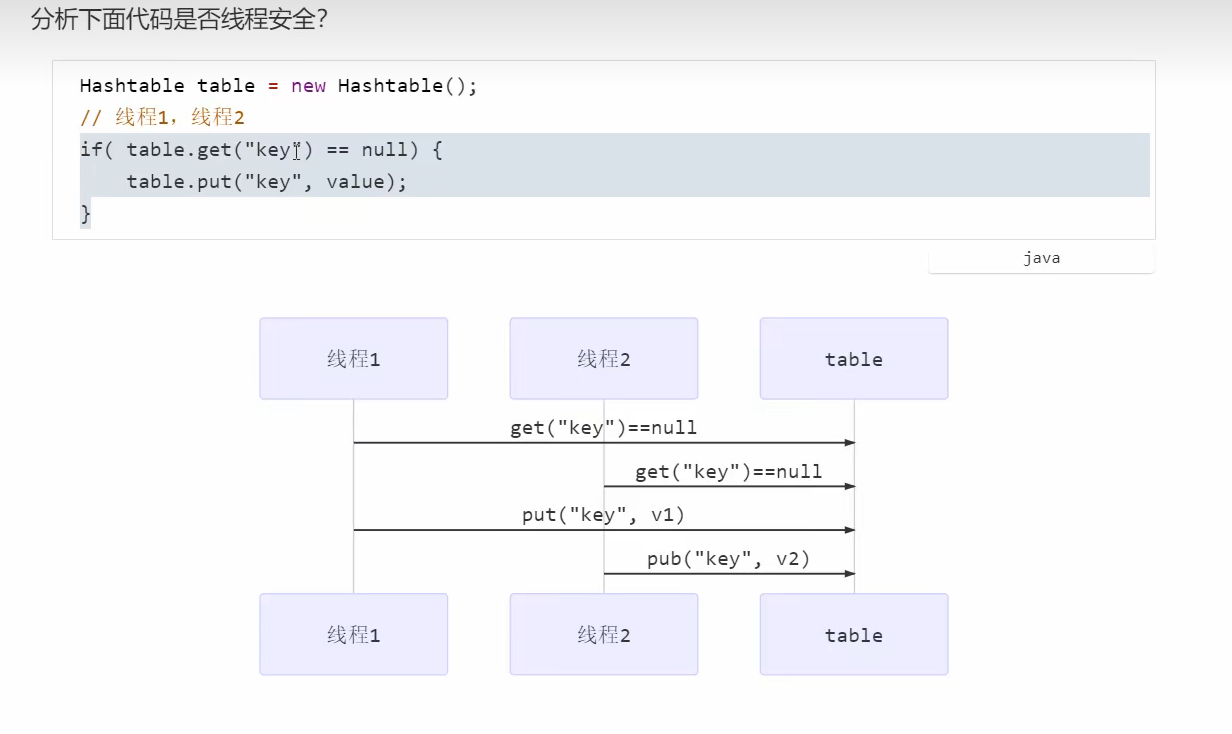 分析下面代码是否线程安全？
Hashtable table = new Hashtable();
// 线程1，线程2
if( table.get("key") == null) {
    table.put("key", value);
}
java
线程1
线程2
table
get("key")==null
get("key")==null
put("key", v1)
pub("key", v2)
线程1
线程2
table